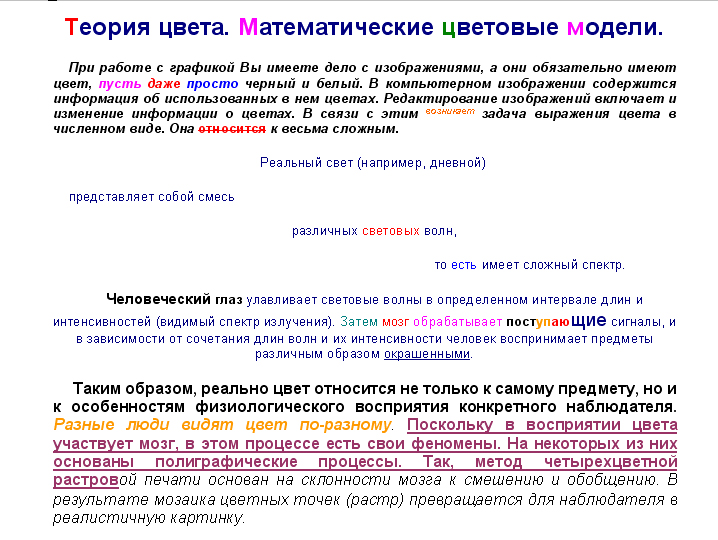 Теория цвета. Математические цветовые модели.
При работе с графикой Вы имеете дело с изображениями, а они обязательно имеют
цвет, пусть даже просто черный и белый. В компьютерном изображении содержится
информация об использованных в нем цветах. Редактирование изображений включает и
изменение информации о цветах. В связи с этим возникает задача выражения цвета в
численном виде. Она относится к весьма сложным.
Реальный свет (например, дневной)
представляет собой смесь
различных световых волн,
то есть имеет сложный спектр.
Человеческий глаз улавливает световые волны в определенном интервале длин и
интенсивностей (видимый спектр излучения). Затем мозг обрабатывает поступающие сигналы, и
в зависимости от сочетания длин волн и их интенсивности человек воспринимает предметы
различным образом окрашенными.
Таким образом, реально цвет относится не только к самому предмету, но и
к особенностям физиологического восприятия конкретного наблюдателя.
Разные люди видят цвет по-разному. Поскольку в восприятии цвета
участвует мозг, в этом процессе есть свои феномены. На некоторых из них
основаны полиграфические процессы. Так, метод четырехцветной
растровой печати основан на склонности мозга к смешению и обобщению. В
результате мозаика цветных точек (растр) превращается для наблюдателя в
реалистичную картинку.